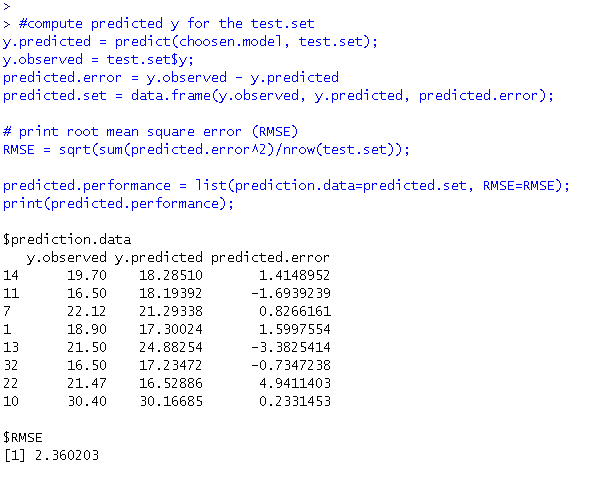 >
> #compute predicted y for the test.set
y.predicted = predict(choosen.model, test.set);
y.observed = test.set$y;
predicted.error = y.observed - y.predicted
predicted.set = data.frame(y.observed, y.predicted, predicted.error);
# print root mean square error (RMSE)
RMSE = sqrt(sum(predicted.error^2)/nrow(test.set));
predicted.performance = list(prediction.data=predicted.set, RMSE=RMSE);
print(predicted.performance);
$prediction.data
   y.observed y.predicted predicted.error
14      19.70    18.28510       1.4148952
11      16.50    18.19392      -1.6939239
7       22.12    21.29338       0.8266161
1       18.90    17.30024       1.5997554
13      21.50    24.88254      -3.3825414
32      16.50    17.23472      -0.7347238
22      21.47    16.52886       4.9411403
10      30.40    30.16685       0.2331453
$RMSE
[1] 2.360203